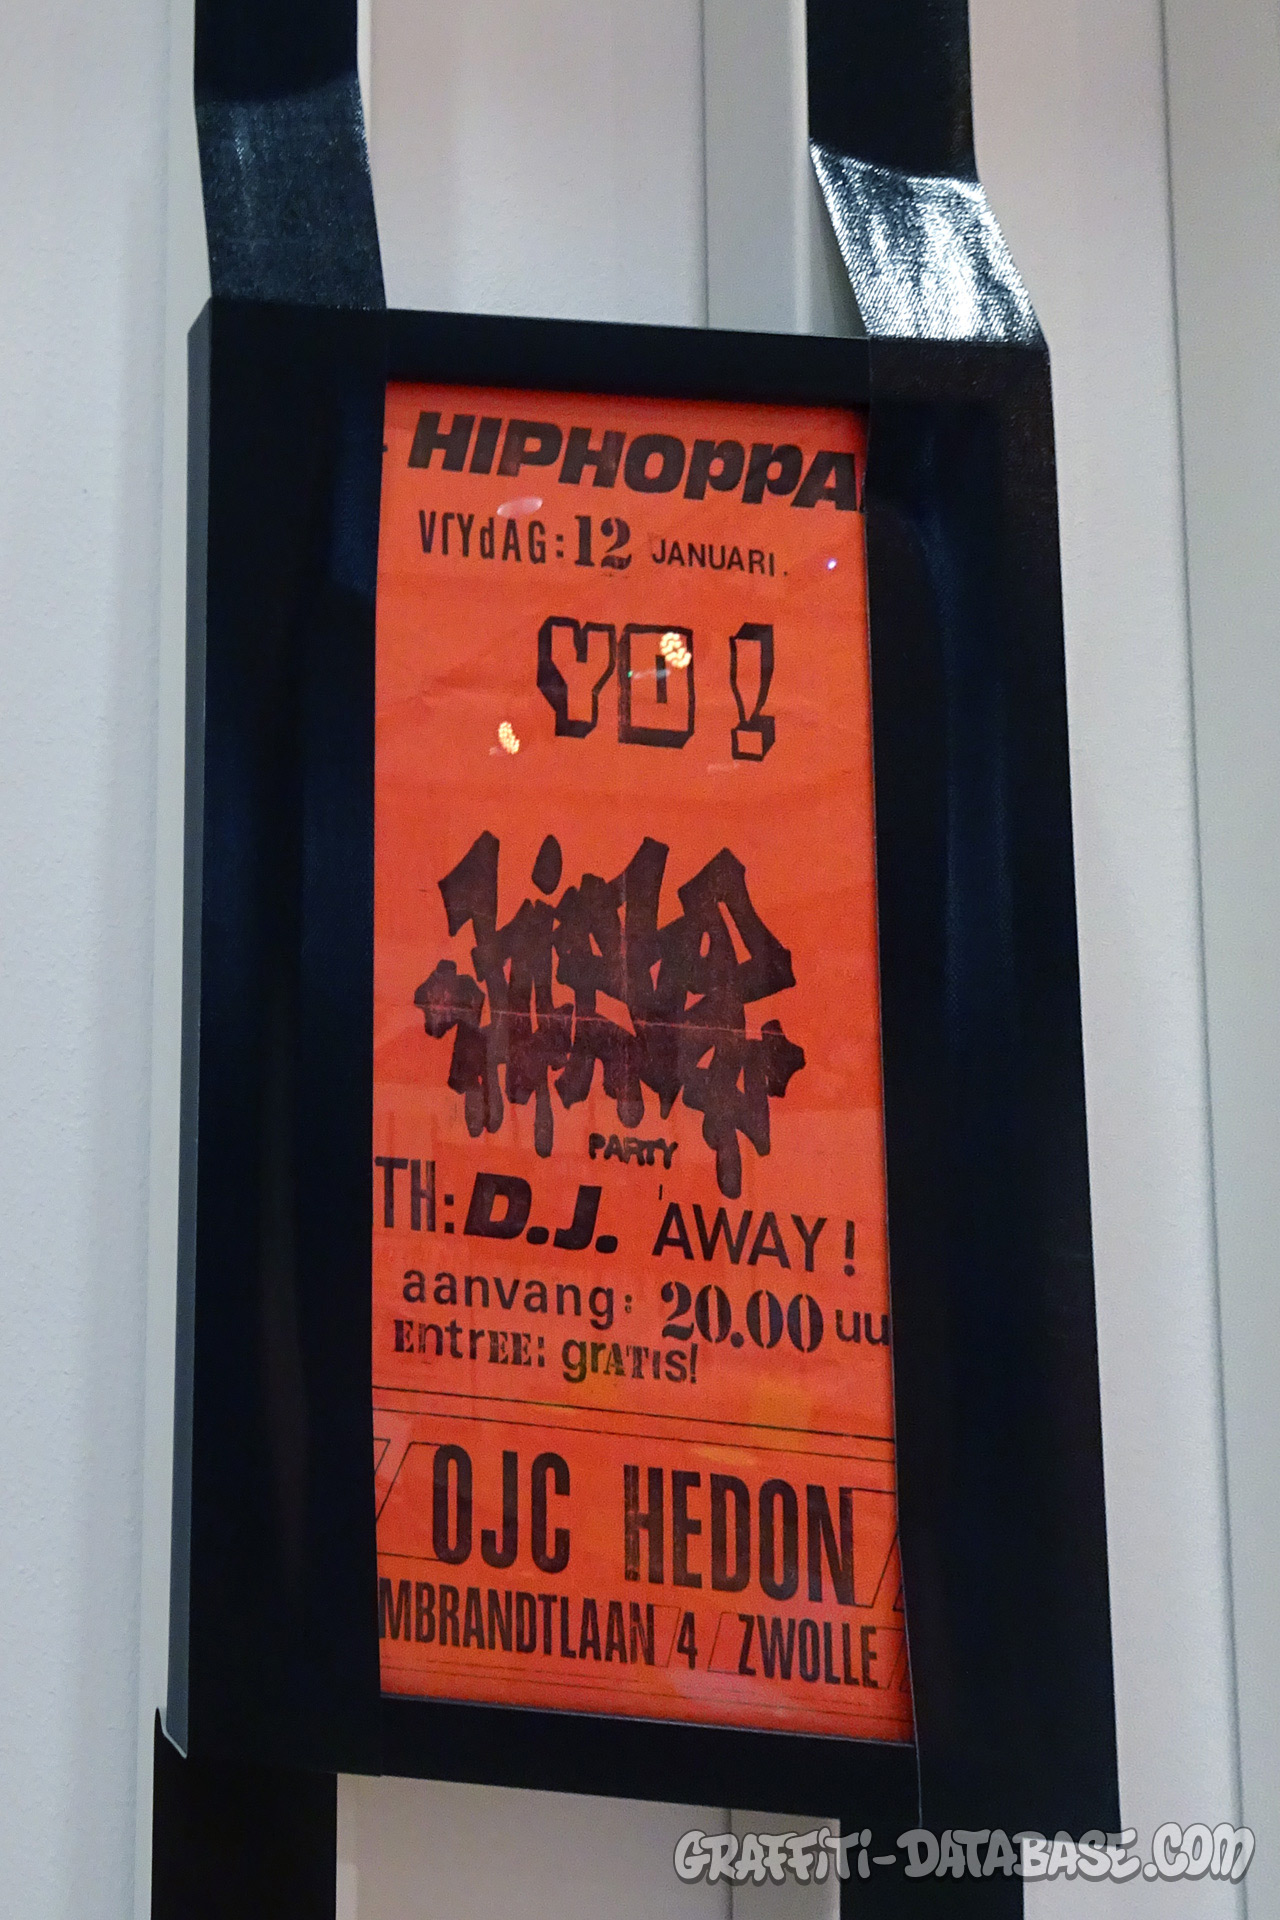 HIPHOPPA
VrYdAG: 12 JANUARI.
YO!
PARTY
TH: D.J. 'AWAY!
aanvang: 20.00 uu
EntrEE: grATis!
OJC HEDON
MBRANDTLAAN 4 ZWOLLE
GRAFFITI-DATABASE.COM